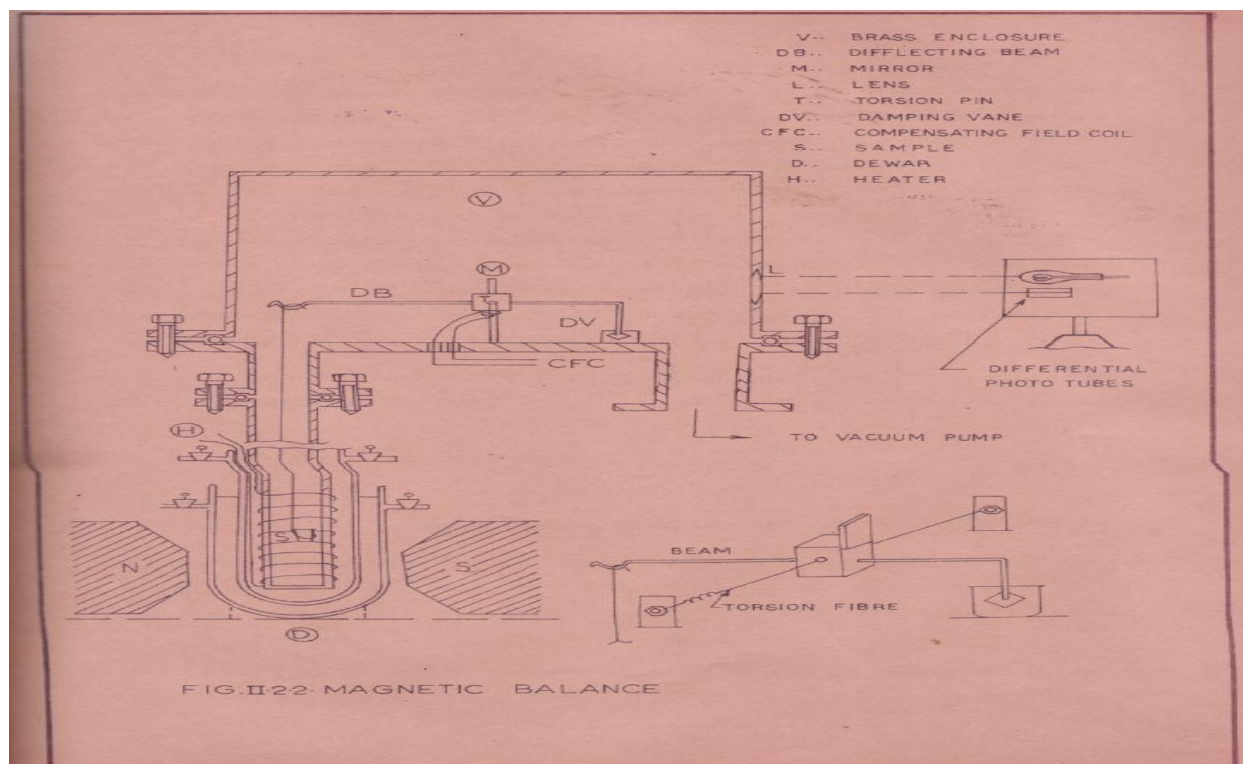 V-- BRASS ENCLOSURE
DB-- DIFFLECTING BEAM
M-- MIRROR
L-- LENS
T-- TORSION PIN
DV-- DAMPING VANE
CFC-- COMPENSATING FIELD COIL
S-- SAMPLE
D-- DEWAR
H-- HEATER
V
M
L
DB
T
DV
CFC
DIFFERENTIAL
PHOTO TUBES
H
TO VACUUM PUMP
S
N
S
BEAM
TORSION FIBRE
D
FIG.II·2·2· MAGNETIC BALANCE